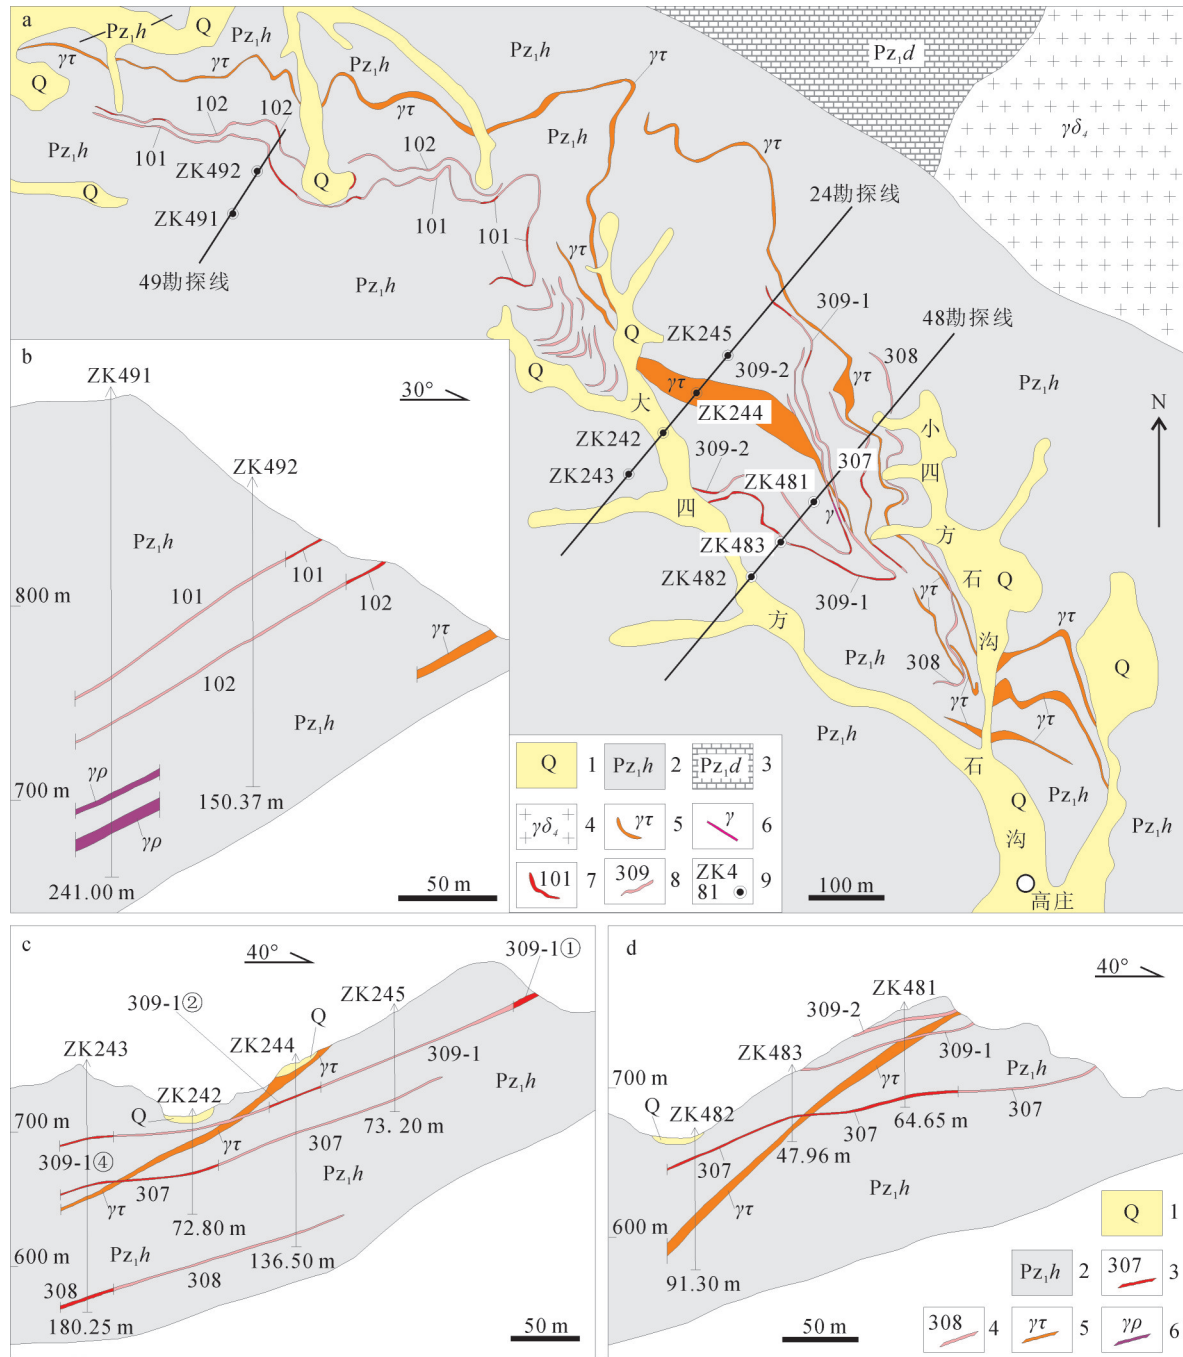 a
Pz₁h
Q
Pz₁h
Pz₁h
Pz₁h
γτ
Pz₁d
γδ₄
γτ
γτ
Q
γτ
Pz₁h
γτ
102
102
102
101
Pz₁h
ZK492
Q
Q
ZK491
101
101
49勘探线
Pz₁h
γτ
24勘探线
309-1
48勘探线
ZK245
308
Q
Q
309-2
γτ
γτ
Pz₁h
大
ZK244
小
ZK242
309-2
307
四
ZK243
ZK481
N
四
γ
方
ZK483
石
Q
ZK482
309-1
γτ
方
沟
γτ
Pz₁h
308
Q
γτ
γτ
Pz₁h
石
Q
Pz₁h
Pz₁h
沟
高庄
100 m
b
ZK491
30°
ZK492
Pz₁h
101
800 m
101
102
γτ
102
Pz₁h
γρ
700 m
150.37 m
γρ
241.00 m
50 m
Q 1
Pz₁h 2
Pz₁d 3
γδ₄ 4
γτ 5
γ 6
101 7
309 8
ZK4
81 9
c
40°
309-1①
309-1②
ZK245
Q
ZK243
ZK244
309-1
ZK242
Pz₁h
700 m
Q
73.20 m
γτ
307
309-1④
307
Pz₁h
γτ
72.80 m
600 m
Pz₁h
136.50 m
308
308
180.25 m
50 m
d
40°
ZK481
309-2
ZK483
309-1
γτ
Pz₁h
700 m
ZK482
Q
307
64.65 m
307
47.96 m
307
Pz₁h
γτ
600 m
91.30 m
50 m
Q 1
Pz₁h 2
307 3
308 4
γτ 5
γρ 6